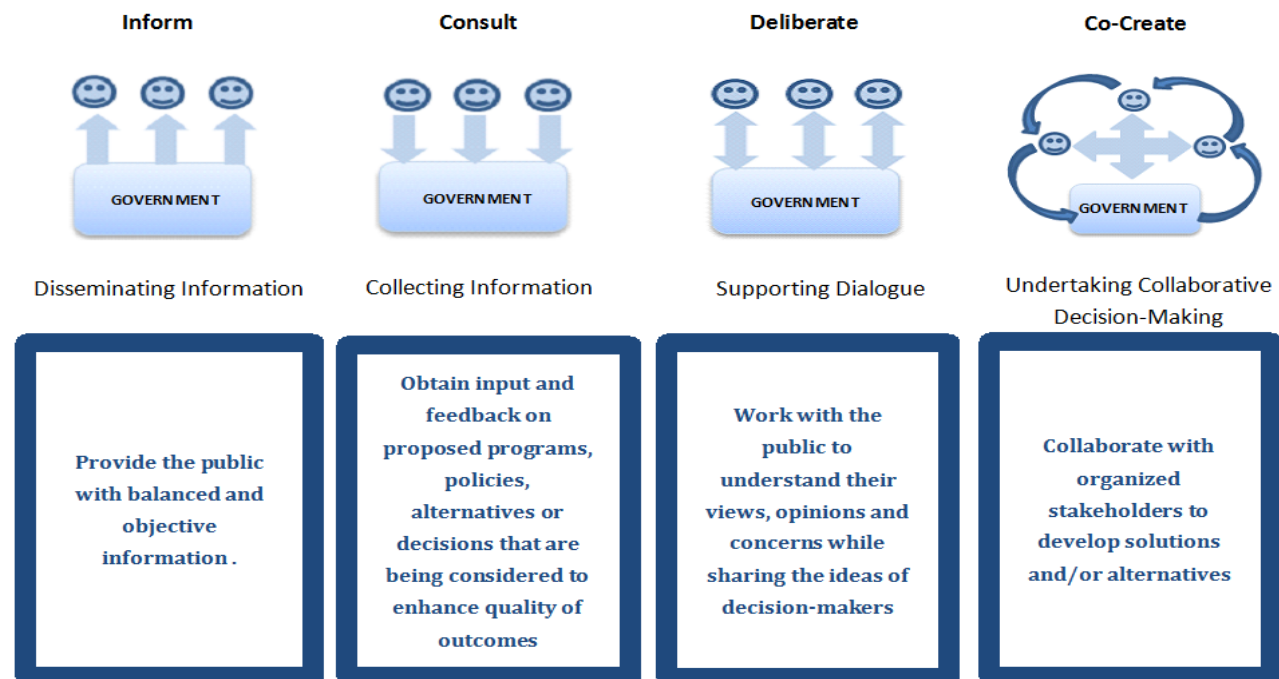 Inform
Consult
Deliberate
Co-Create
GOVERNMENT
GOVERNMENT
GOVERNMENT
GOVERNMENT
Disseminating Information
Collecting Information
Supporting Dialogue
Undertaking Collaborative
Decision-Making
Provide the public
with balanced and
objective
information .
Obtain input and
feedback on
proposed programs,
policies,
alternatives or
decisions that are
being considered to
enhance quality of
outcomes
Work with the
public to
understand their
views, opinions and
concerns while
sharing the ideas of
decision-makers
Collaborate with
organized
stakeholders to
develop solutions
and/or alternatives